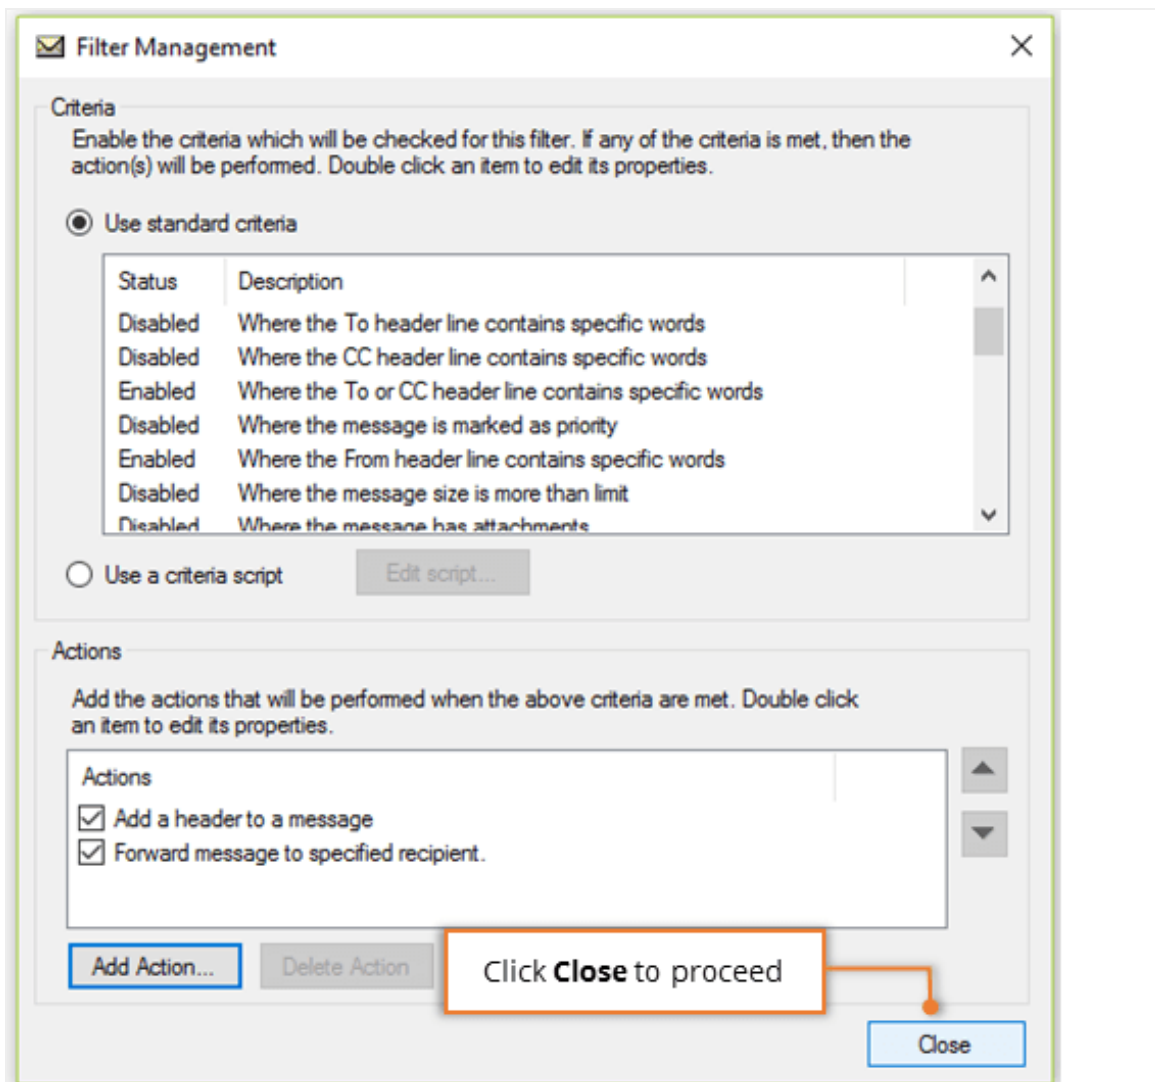 Filter Management
Criteria
Enable the criteria which will be checked for this filter. If any of the criteria is met, then the
action(s) will be performed. Double click an item to edit its properties.
Use standard criteria
Status Description
Disabled Where the To header line contains specific words
Disabled Where the CC header line contains specific words
Enabled Where the To or CC header line contains specific words
Disabled Where the message is marked as priority
Enabled Where the From header line contains specific words
Disabled Where the message size is more than limit
Disabled Where the message has attachments
Use a criteria script Edit script...
Actions
Add the actions that will be performed when the above criteria are met. Double click
an item to edit its properties.
Actions
Add a header to a message
Forward message to specified recipient.
Add Action... Delete Action
Click Close to proceed
Close